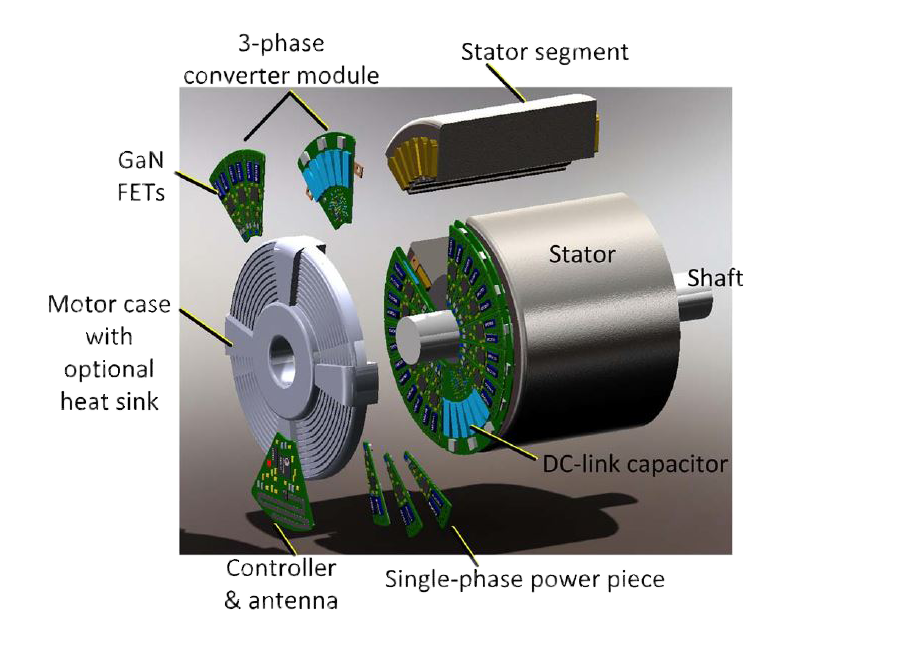 3-phase
converter module
Stator segment
GaN
FETs
Stator
Shaft
Motor case
with
optional
heat sink
DC-link capacitor
Controller
& antenna
Single-phase power piece